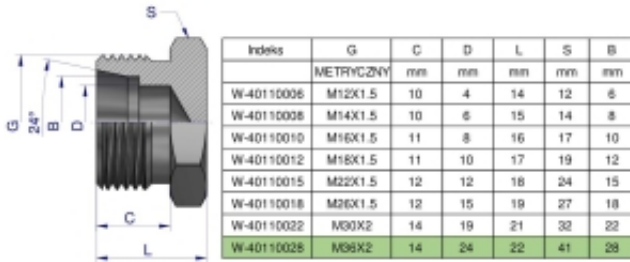 S
G
24°
B
D
C
L
Indeks G C D L S B
METRYCZNY mm mm mm mm mm
W-40110006 M12X1.5 10 4 14 12 6
W-40110008 M14X1.5 10 6 15 14 8
W-40110010 M16X1.5 11 8 16 17 10
W-40110012 M18X1.5 11 10 17 19 12
W-40110015 M22X1.5 12 12 18 24 15
W-40110018 M26X1.5 12 15 19 27 18
W-40110022 M30X2 14 19 21 32 22
W-40110028 M36X2 14 24 22 41 28